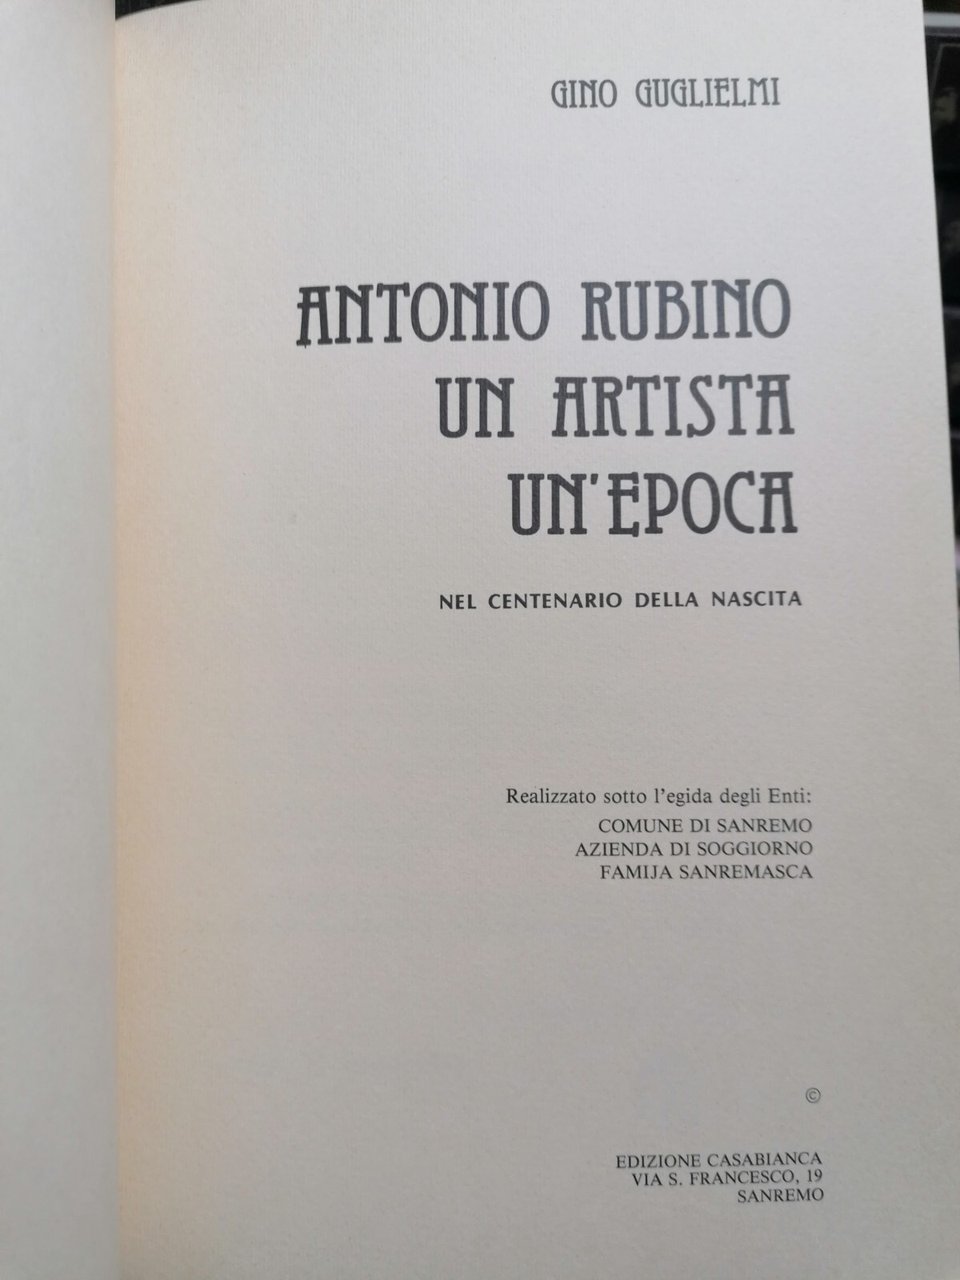 GINO GUGLIELMI
ANTONIO RUBINO
UN ARTISTA
UN'EPOCA
NEL CENTENARIO DELLA NASCITA
Realizzato sotto l'egida degli Enti:
COMUNE DI SANREMO
AZIENDA DI SOGGIORNO
FAMIJA SANREMASCA
©
EDIZIONE CASABIANCA
VIA S. FRANCESCO, 19
SANREMO